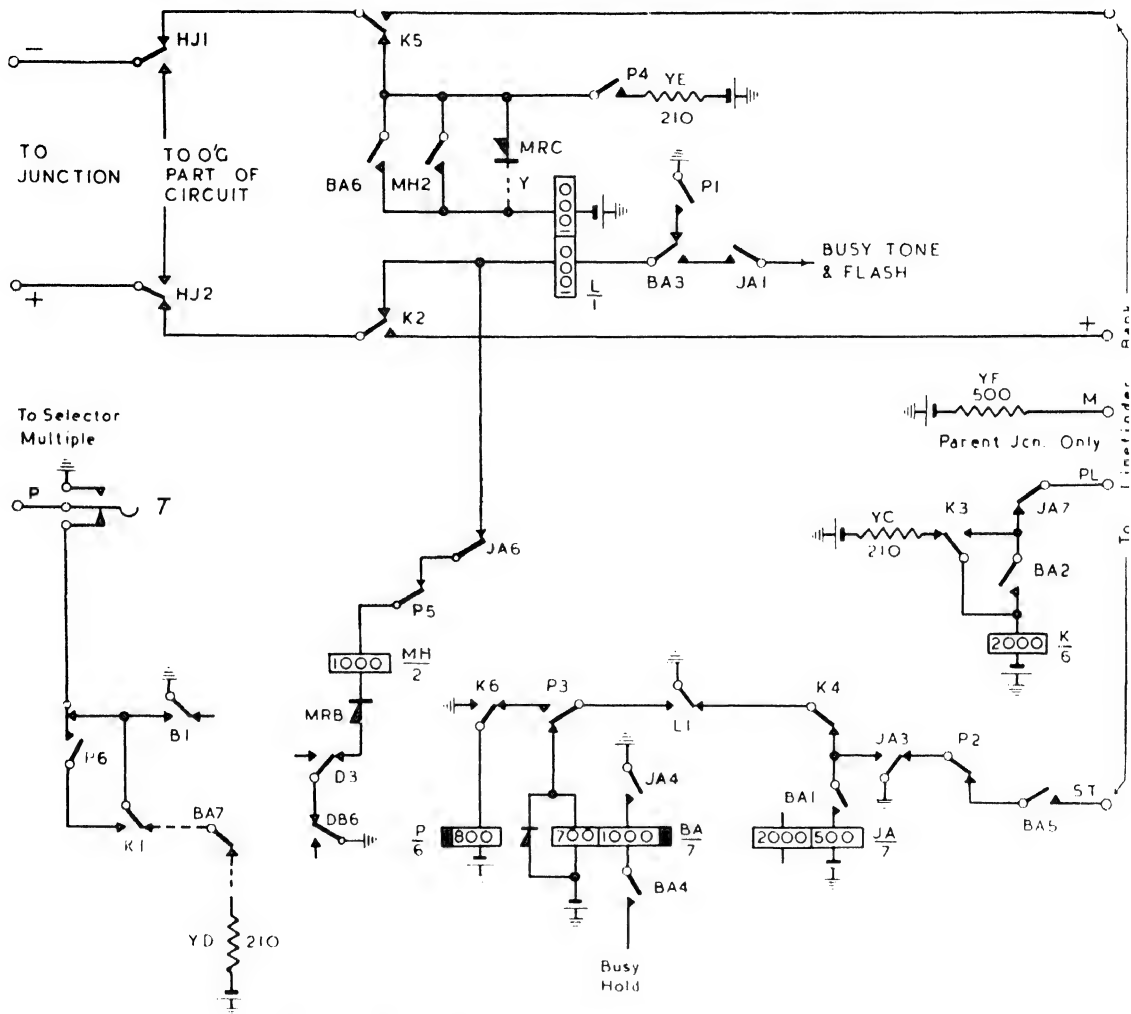 HJ1
K5
−
P4
YE
210
TO
JUNCTION
TO O'G
PART OF
CIRCUIT
MRC
BA6
MH2
Y
P1
BUSY TONE
& FLASH
BA3
JA1
L
1
+
HJ2
K2
+
Bank
Linefinder
To
YF
500
M
Parent Jcn. Only
To Selector
Multiple
P
T
PL
K3
JA7
YC
210
BA2
JA6
P5
2000
K
6
1000
MH
2
K6
P3
K4
MRB
B1
L1
JA3
P2
P6
D3
JA4
BA1
ST
BA7
BA5
K1
DB6
P
6
800
700
1000
BA
7
2000
500
JA
7
BA4
YD
210
Busy
Hold